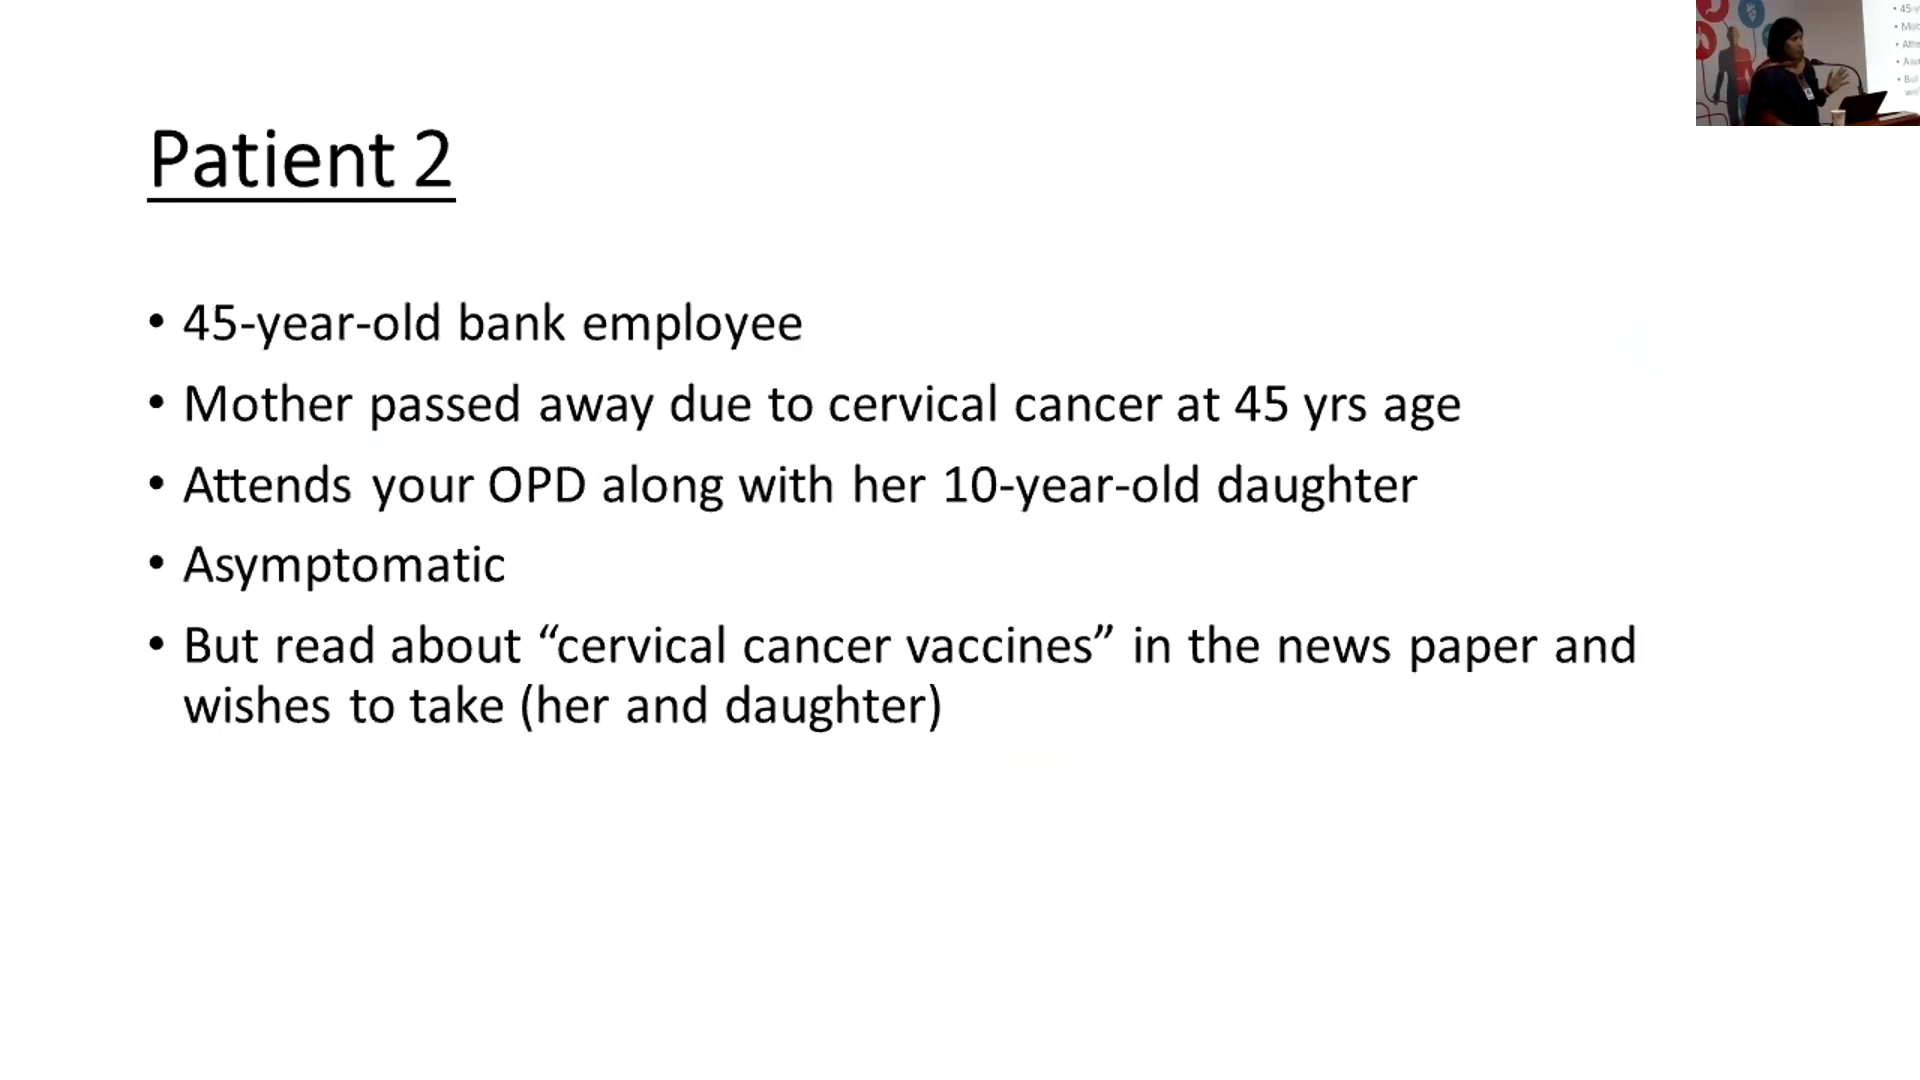 Patient 2
• 45-year-old bank employee
• Mother passed away due to cervical cancer at 45 yrs age
• Attends your OPD along with her 10-year-old daughter
• Asymptomatic
• But read about “cervical cancer vaccines” in the news paper and
wishes to take (her and daughter)
• 45-y